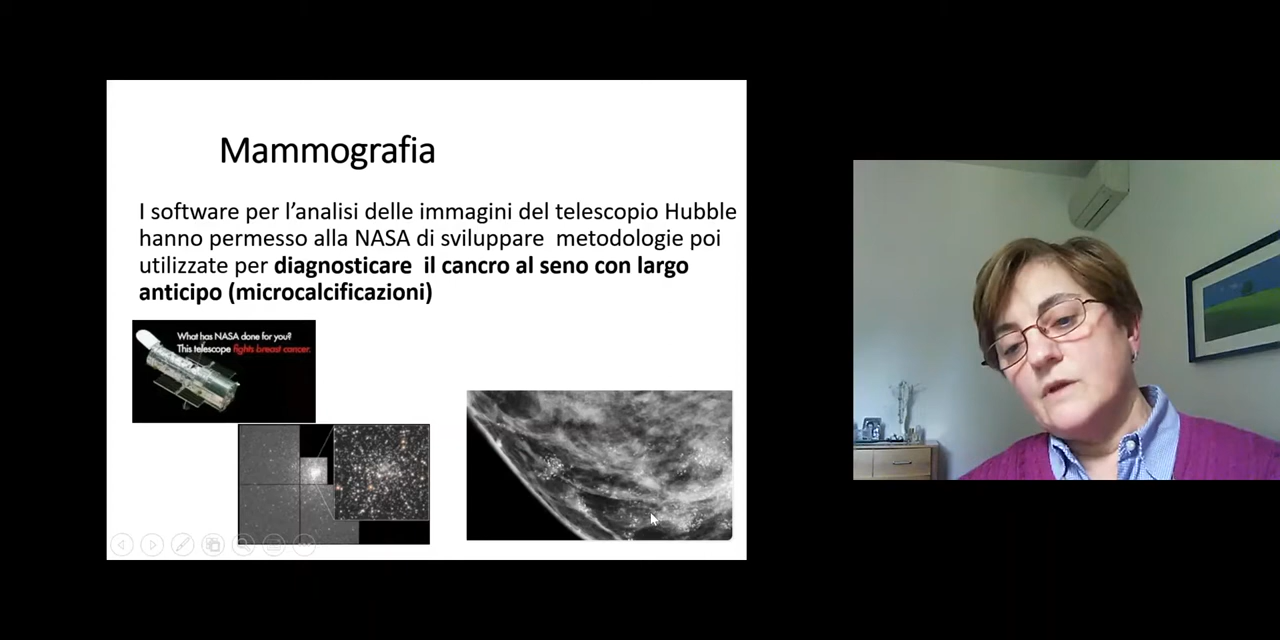 Mammografia
I software per l’analisi delle immagini del telescopio Hubble
hanno permesso alla NASA di sviluppare metodologie poi
utilizzate per diagnosticare il cancro al seno con largo
anticipo (microcalcificazioni)
What has NASA done for you?
This telescope fights breast cancer.